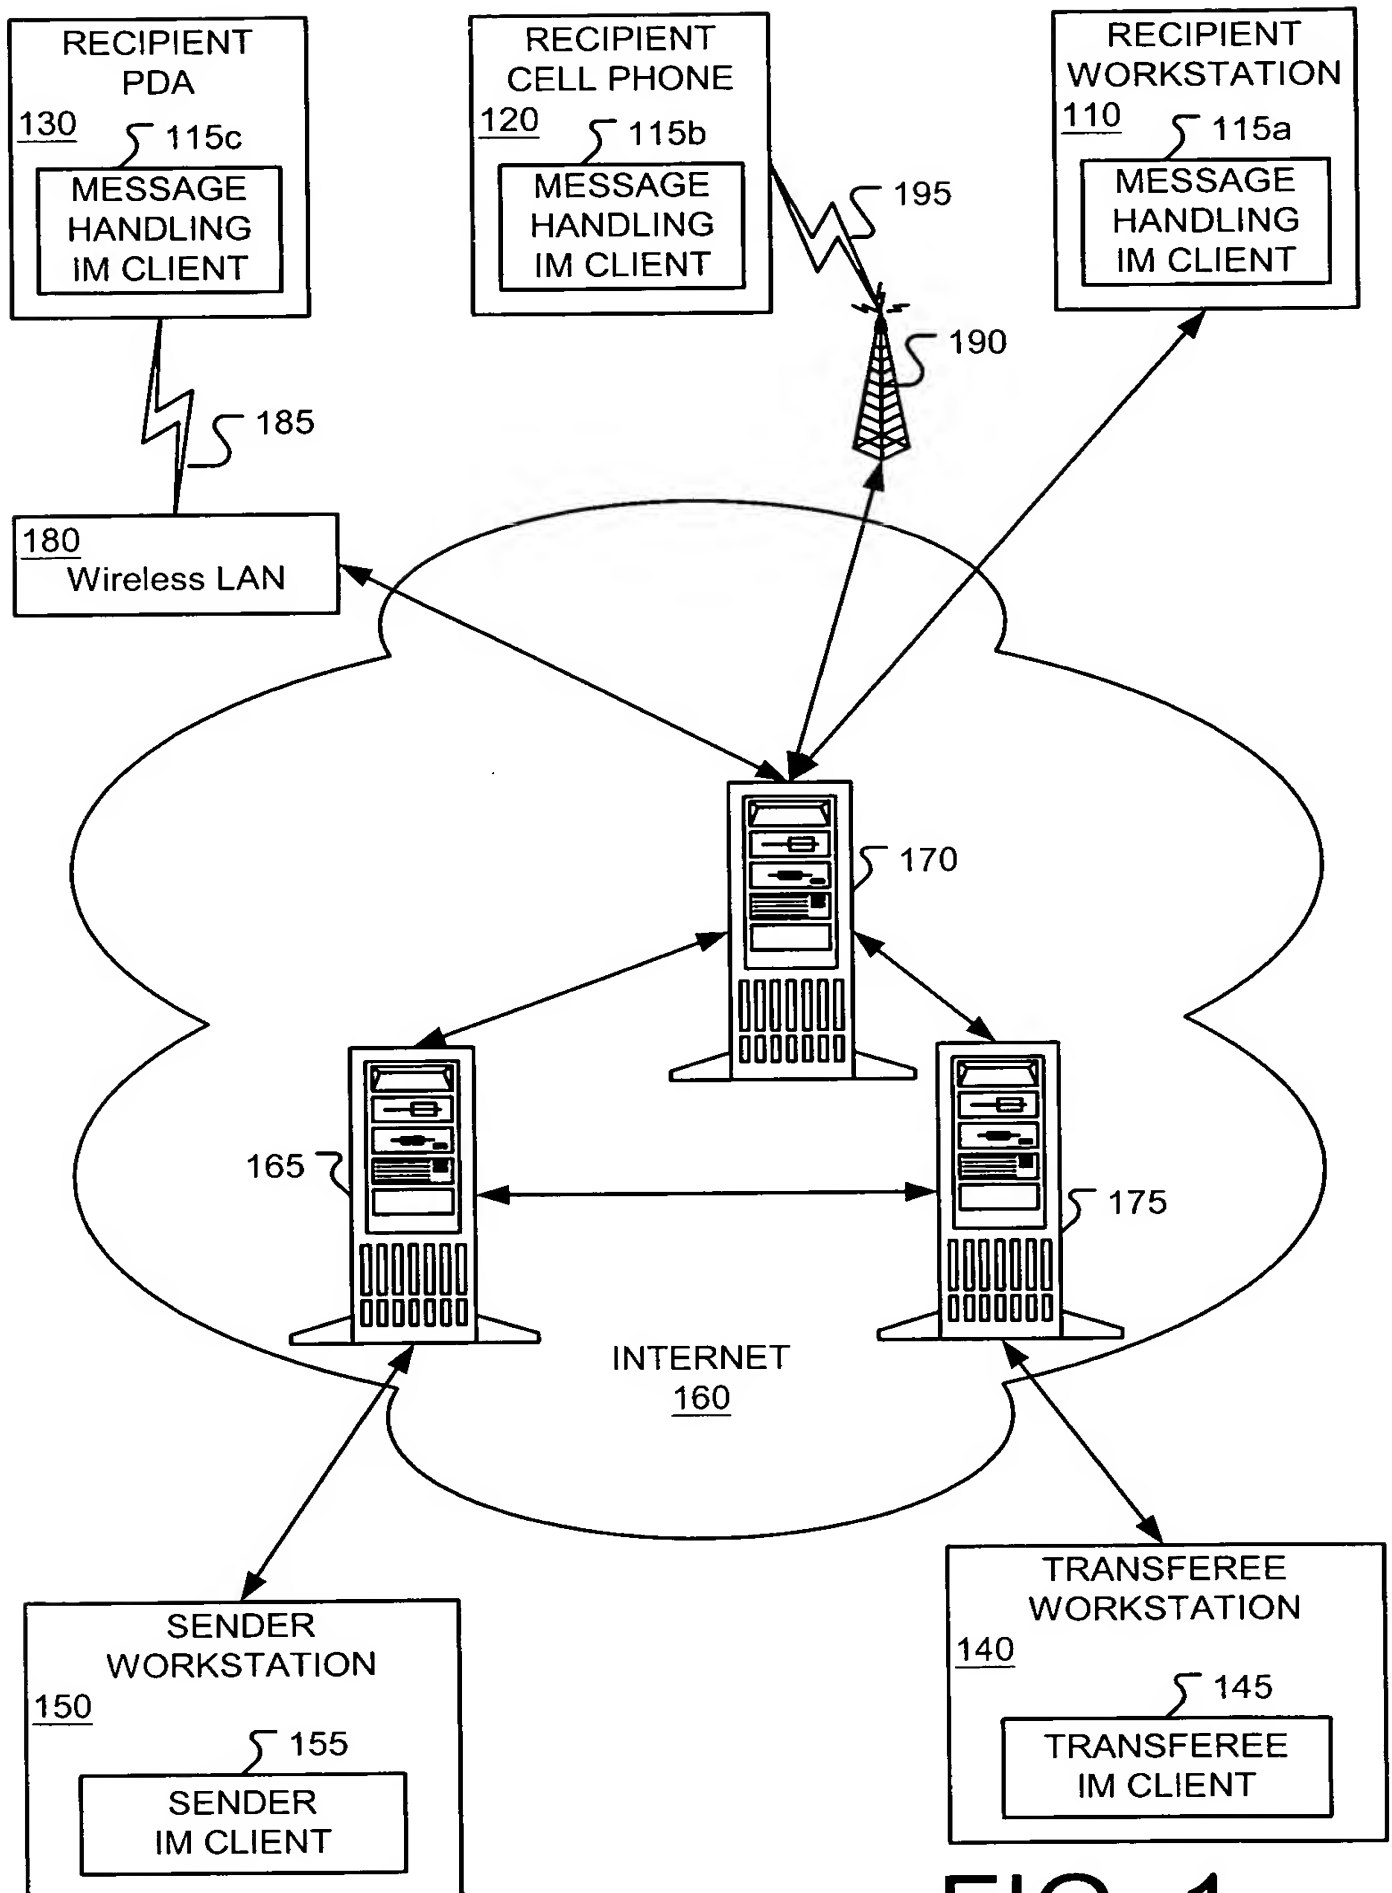 RECIPIENT
PDA
130
115c
MESSAGE
HANDLING
IM CLIENT
RECIPIENT
CELL PHONE
120
115b
MESSAGE
HANDLING
IM CLIENT
RECIPIENT
WORKSTATION
110
115a
MESSAGE
HANDLING
IM CLIENT
195
190
185
180
Wireless LAN
170
165
175
INTERNET
160
SENDER
WORKSTATION
150
155
SENDER
IM CLIENT
TRANSFEREE
WORKSTATION
140
145
TRANSFEREE
IM CLIENT
FIG. 1